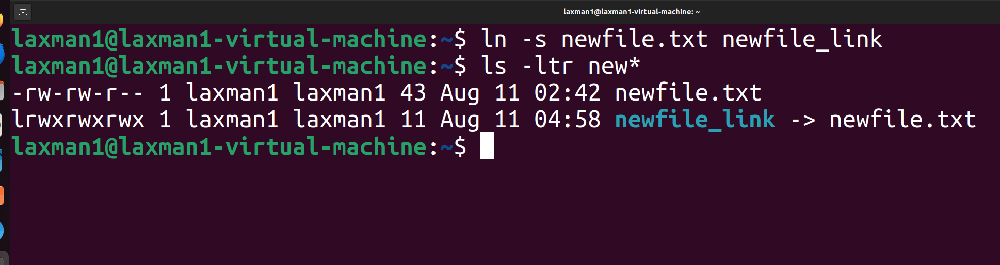 laxman1@laxman1-virtual-machine: ~
laxman1@laxman1-virtual-machine:~$ ln -s newfile.txt newfile_link
laxman1@laxman1-virtual-machine:~$ ls -ltr new*
-rw-rw-r-- 1 laxman1 laxman1 43 Aug 11 02:42 newfile.txt
lrwxrwxrwx 1 laxman1 laxman1 11 Aug 11 04:58 newfile_link -> newfile.txt
laxman1@laxman1-virtual-machine:~$